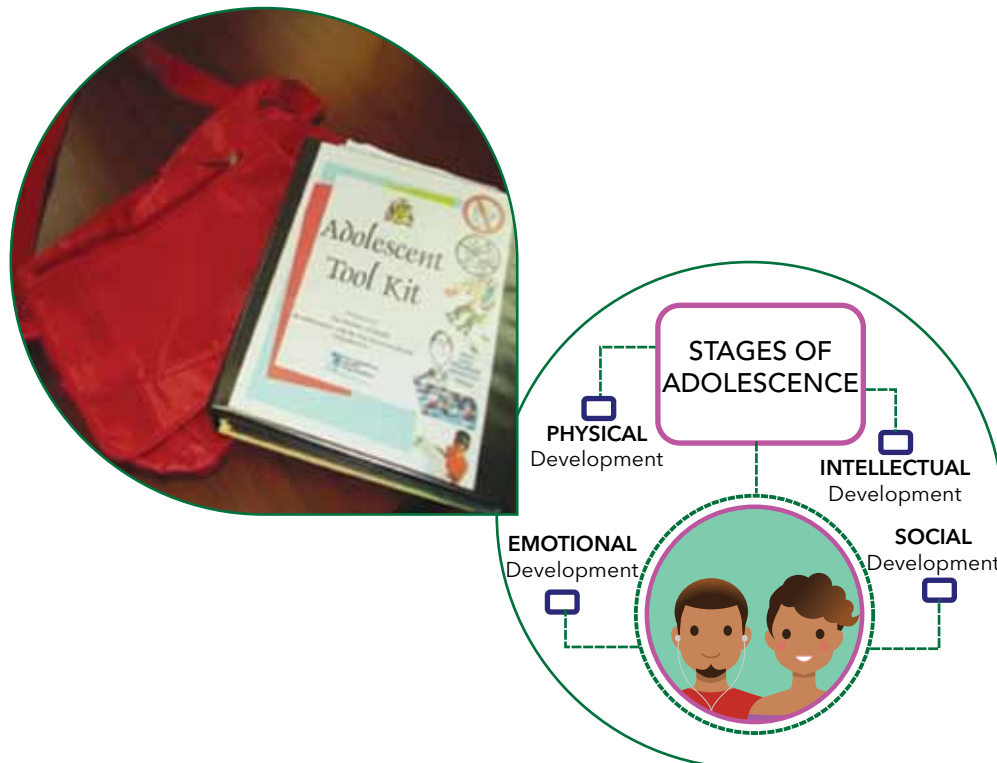 Adolescent
Tool Kit
STAGES OF
ADOLESCENCE
PHYSICAL
Development
INTELLECTUAL
Development
EMOTIONAL
Development
SOCIAL
Development